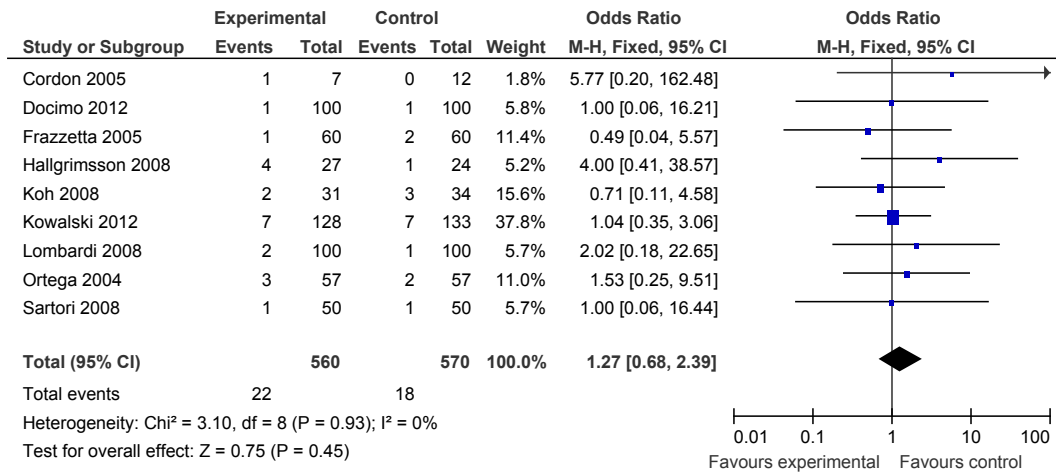 Experimental Control Odds Ratio Odds Ratio
Study or Subgroup Events Total Events Total Weight M-H, Fixed, 95% CI M-H, Fixed, 95% CI
Cordon 2005 1 7 0 12 1.8% 5.77 [0.20, 162.48]
Docimo 2012 1 100 1 100 5.8% 1.00 [0.06, 16.21]
Frazzetta 2005 1 60 2 60 11.4% 0.49 [0.04, 5.57]
Hallgrimsson 2008 4 27 1 24 5.2% 4.00 [0.41, 38.57]
Koh 2008 2 31 3 34 15.6% 0.71 [0.11, 4.58]
Kowalski 2012 7 128 7 133 37.8% 1.04 [0.35, 3.06]
Lombardi 2008 2 100 1 100 5.7% 2.02 [0.18, 22.65]
Ortega 2004 3 57 2 57 11.0% 1.53 [0.25, 9.51]
Sartori 2008 1 50 1 50 5.7% 1.00 [0.06, 16.44]
Total (95% CI) 560 570 100.0% 1.27 [0.68, 2.39]
Total events 22 18
Heterogeneity: Chi² = 3.10, df = 8 (P = 0.93); I² = 0%
Test for overall effect: Z = 0.75 (P = 0.45)
0.01 0.1 1 10 100
Favours experimental Favours control